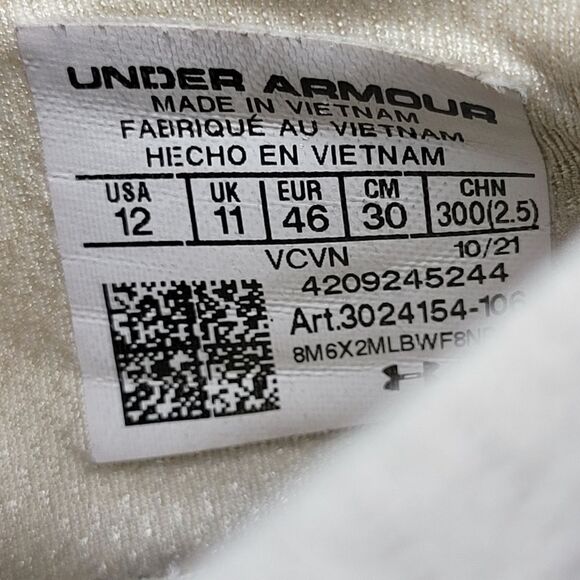 UNDER ARMOUR
MADE IN VIETNAM
FABRIQUÉ AU VIETNAM
HECHO EN VIETNAM
USA UK EUR CM CHN
12 11 46 30 300(2.5)
VCVN 10/21
4209245244
Art.3024154-106